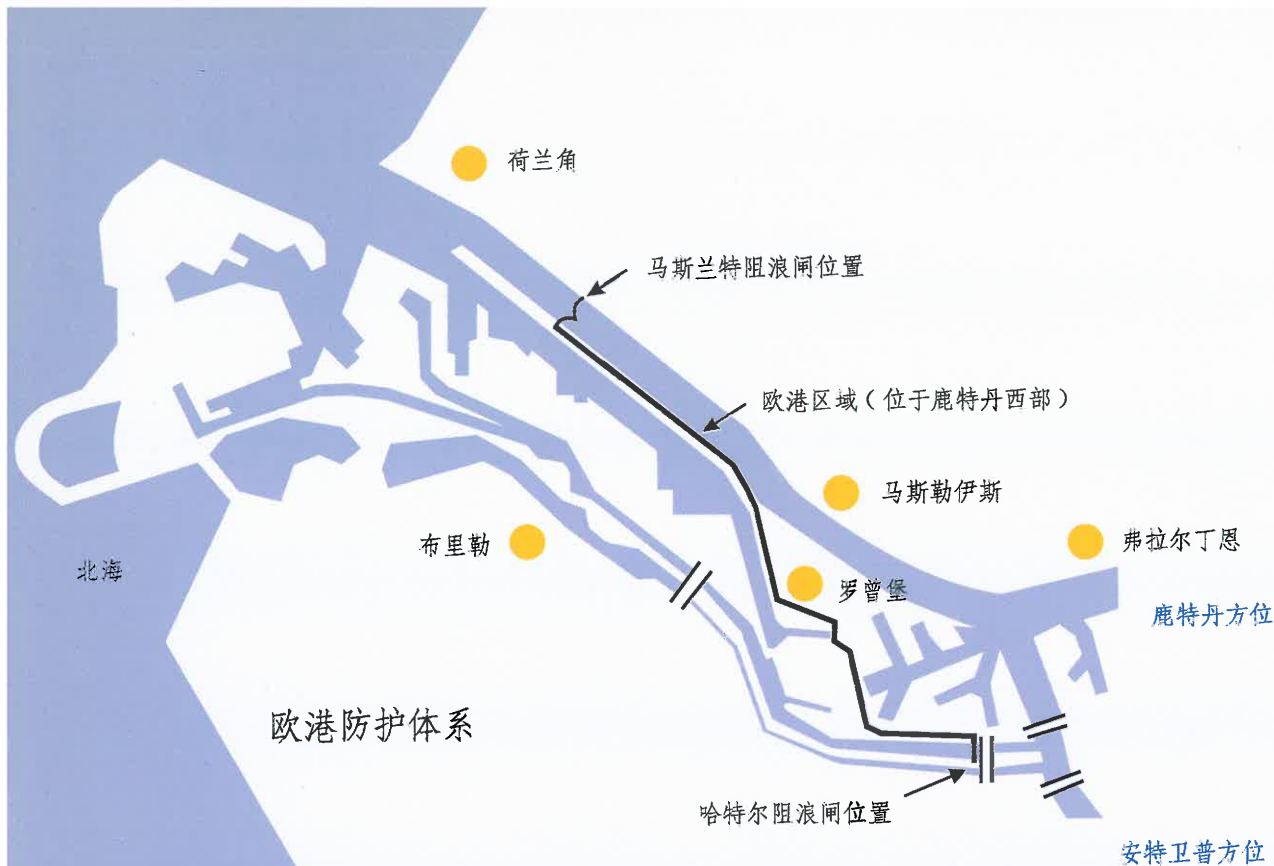 荷兰角
马斯兰特阻浪闸位置
欧港区域（位于鹿特丹西部）
马斯勒伊斯
布里勒
弗拉尔丁恩
北海
罗曾堡
鹿特丹方位
欧港防护体系
哈特尔阻浪闸位置
安特卫普方位